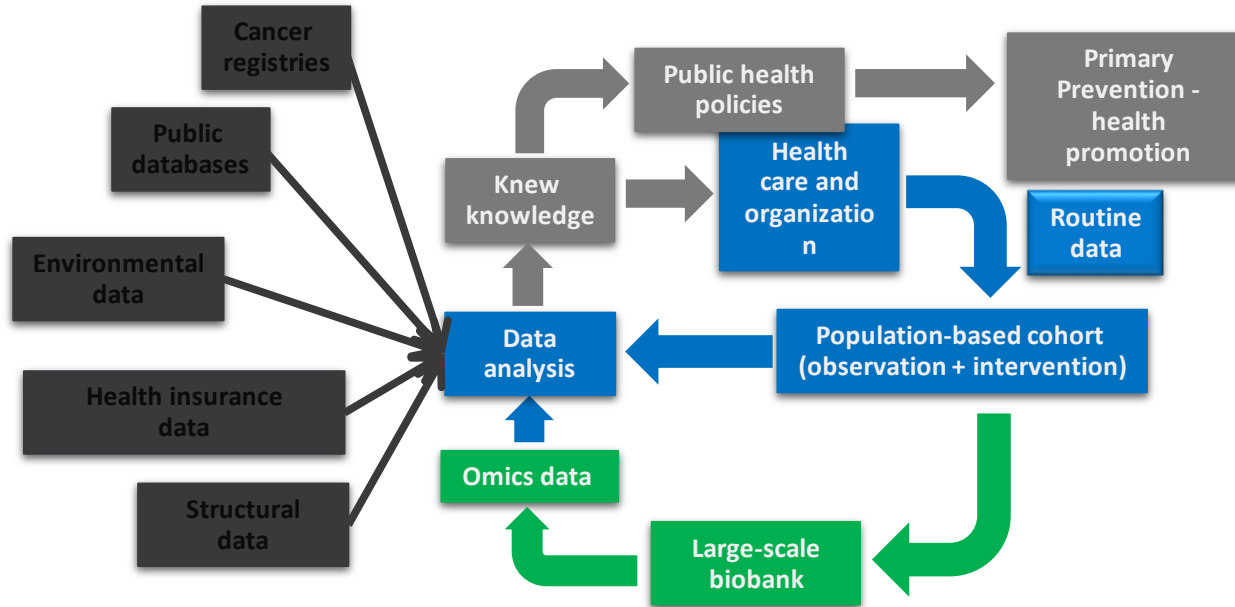 Cancer
registries
Public
databases
Environmental
data
Health insurance
data
Structural
data
Public health
policies
Primary
Prevention -
health
promotion
Knew
knowledge
Health
care and
organizatio
n
Routine
data
Data
analysis
Population-based cohort
(observation + intervention)
Omics data
Large-scale
biobank